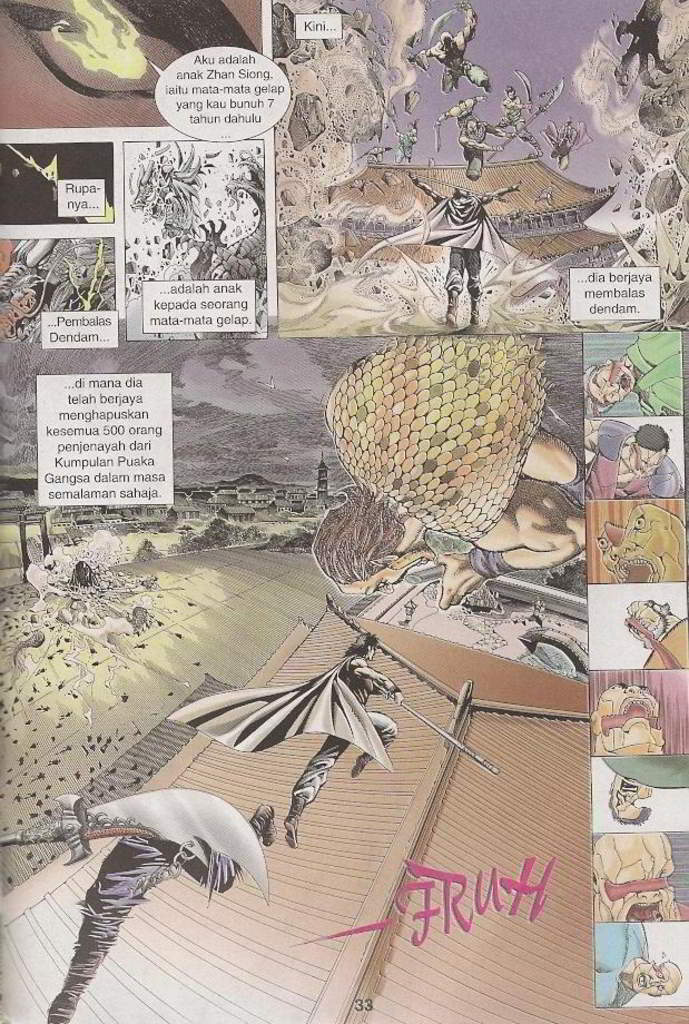 Aku adalah
anak Zhan Siong,
iaitu mata-mata gelap
yang kau bunuh 7
tahun dahulu
...
Kini...
Rupa-
nya...
...adalah anak
kepada seorang
mata-mata gelap.
...Pembalas
Dendam...
...dia berjaya
membalas
dendam.
...di mana dia
telah berjaya
menghapuskan
kesemua 500 orang
penjenayah dari
Kumpulan Puaka
Gangsa dalam masa
semalaman sahaja.
FRUH
33